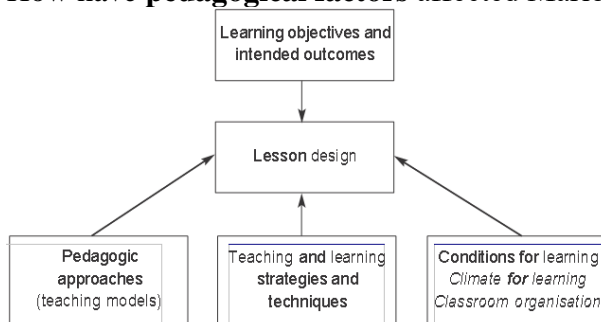 How have pedagogical factors affected
Learning objectives and
intended outcomes
Lesson design
Pedagogic
approaches
(teaching models)
Teaching and learning
strategies and
techniques
Conditions for learning
Climate for learning
Classroom organisation